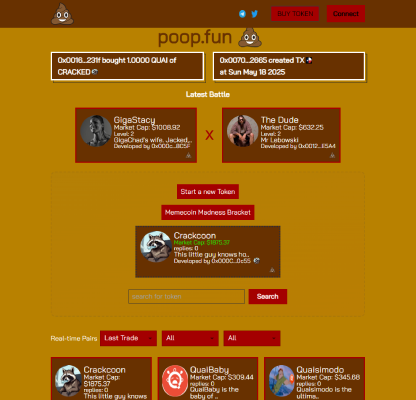 BUY TOKEN
Connect
poop.fun
0x0016...231f bought 1.0000 QUAI of
CRACKED
0x0070...2665 created TX
at Sun May 18 2025
Latest Battle
GigaStacy
Market Cap: $1008.92
Level: 2
GigaChad's wife, Jacked,..
Developed by 0x000c...8C5F
X
The Dude
Market Cap: $632.25
Level: 2
Mr Lebowski
Developed by 0x0012...E5A4
Start a new Token
Memecoin Madness Bracket
Crackcoon
Market Cap: $1875.37
replies: 0
This little guy knows ho..
Developed by 0x000C...0c55
search for token
Search
Real-time Pairs
Last Trade
All
All
Crackcoon
Market Cap:
$1875.37
replies: 0
This little guy knows
QuaiBaby
Market Cap: $309.44
replies: 0
QuaiBaby is the
baby of ..
Quaisimodo
Market Cap: $345.68
replies: 0
Quaisimodo is the
ultima..